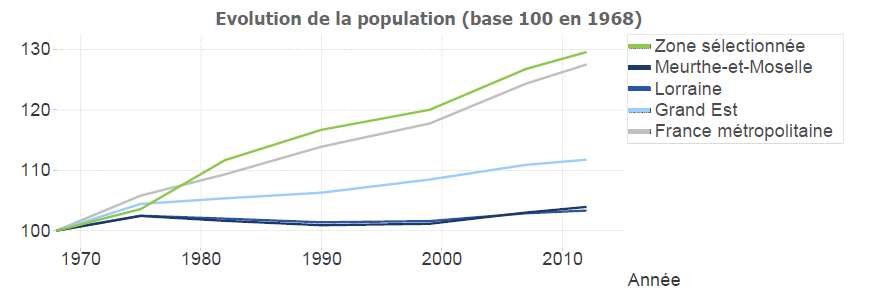 Evolution de la population (base 100 en 1968)
130
120
110
100
1970 1980 1990 2000 2010
Année
Zone sélectionnée
Meurthe-et-Moselle
Lorraine
Grand Est
France métropolitaine